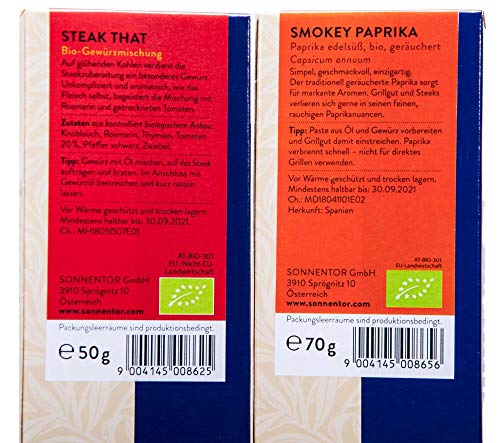 STEAK THAT
Bio-Gewürzmischung
Auf glühenden Kohlen verdient die
Steakzubereitung ein besonderes Gewürz.
Unkompliziert und aromatisch, wie das
Fleisch selbst, begeistert die Mischung mit
Rosmarin und getrockneten Tomaten.
Zutaten aus kontrolliert biologischem Anbau:
Knoblauch, Rosmarin, Thymian, Tomaten
20%, Pfeffer schwarz, Zwiebel.
Tipp: Gewürz mit Öl mischen, auf das Steak
auftragen und braten. Im Anschluss mit
Gewürzöl bestreichen und kurz rasten
lassen.
Vor Wärme geschützt und trocken lagern.
Mindestens haltbar bis: 30.09.2021
Ch.: MH18051507E01
AT-BIO-301
EU-/Nicht-EU-
Landwirtschaft
SONNENTOR GmbH
3910 Sprögnitz 10
Österreich
www.sonnentor.com
Packungsleerräume sind produktionsbedingt.
℮ 50g
9 004145 008625
SMOKEY PAPRIKA
Paprika edelsüß, bio, geräuchert
Capsicum annuum
Simpel, geschmackvoll, einzigartig.
Der traditionell geräucherte Paprika sorgt
für markante Aromen. Grillgut und Steaks
verlieren sich gerne in seinen feinen,
rauchigen Paprikanuancen.
Tipp: Paste aus Öl und Gewürz vorbereiten
und Grillgut damit einstreichen. Paprika
verbrennt schnell – nicht für direktes
Grillen verwenden.
Vor Wärme geschützt und trocken lagern.
Mindestens haltbar bis: 30.09.2021
Ch.: MD18041101E02
Herkunft: Spanien
AT-BIO-301
EU-Landwirtschaft
SONNENTOR GmbH
3910 Sprögnitz 10
Österreich
www.sonnentor.com
Packungsleerräume sind produktionsbedingt.
℮ 70g
9 004145 008656